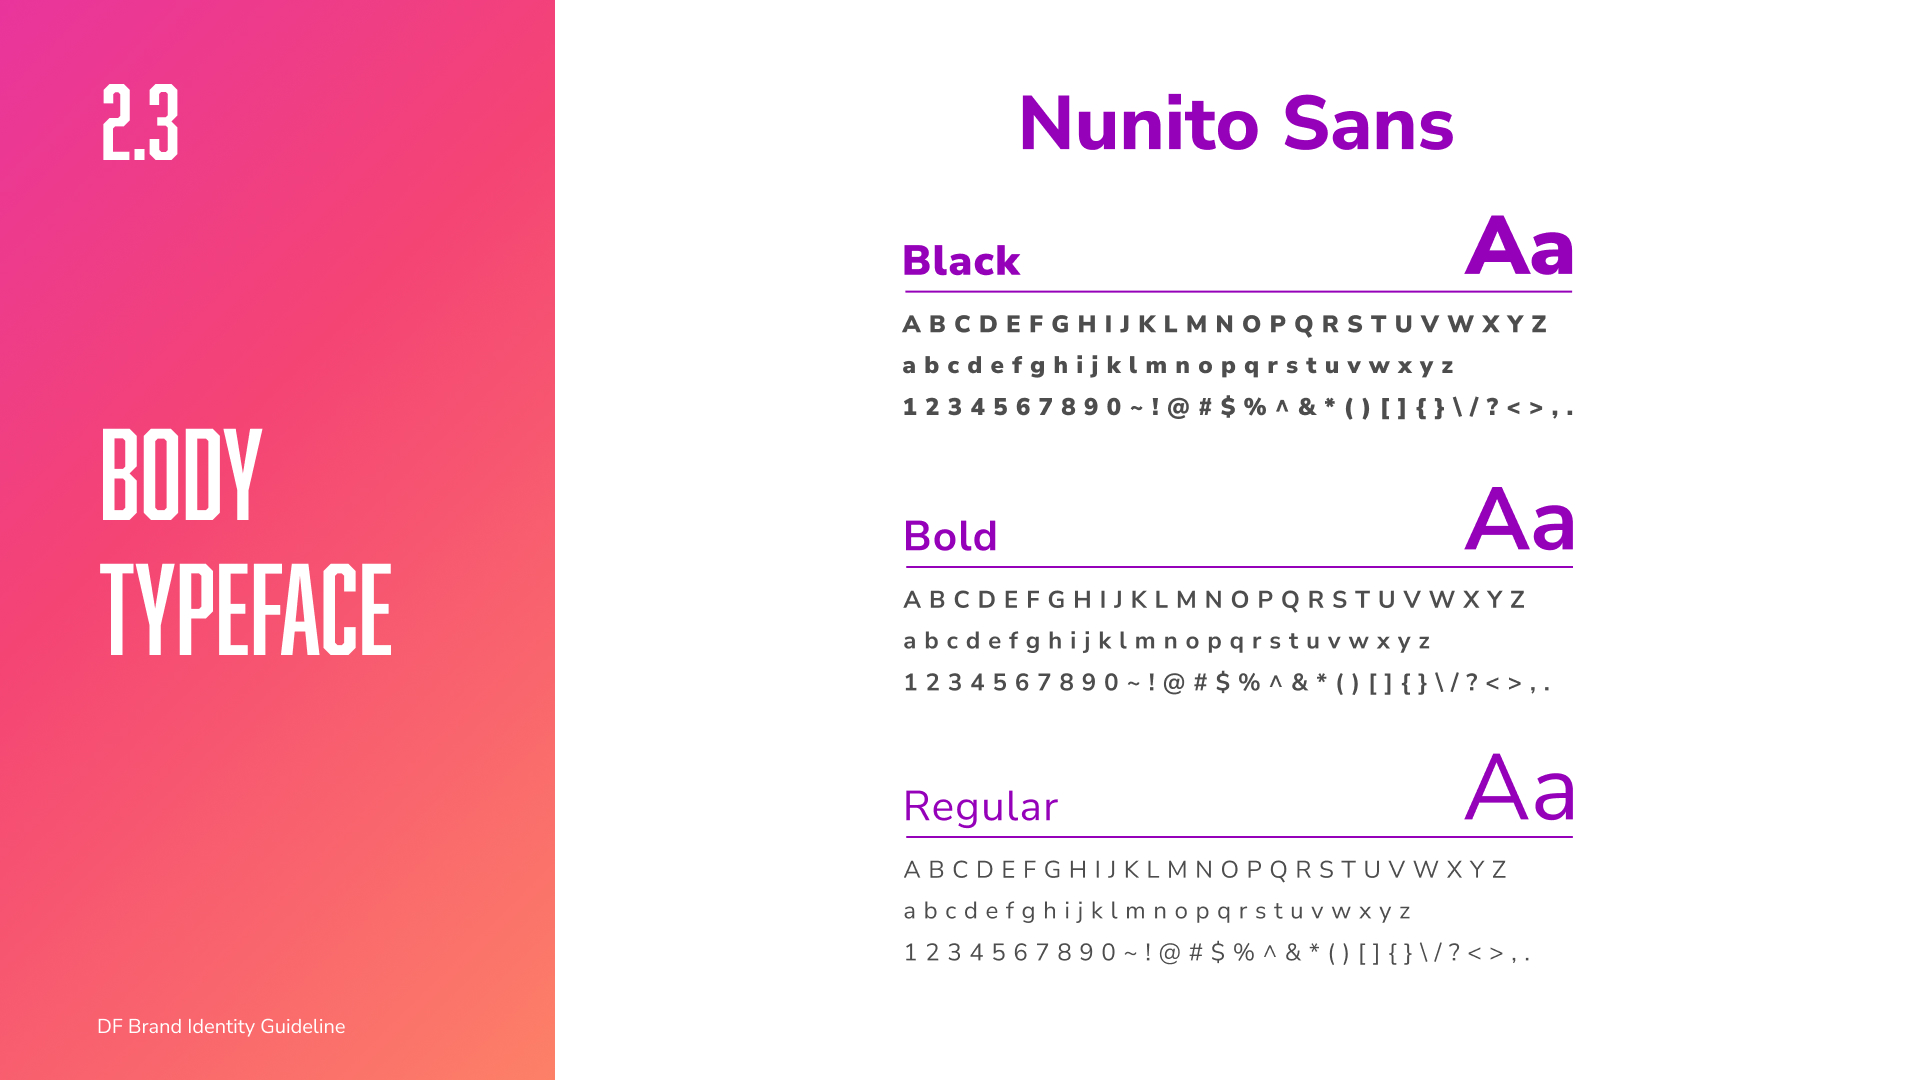 2.3
BODY
TYPEFACE
DF Brand Identity Guideline
Nunito Sans
Black Aa
A B C D E F G H I J K L M N O P Q R S T U V W X Y Z
a b c d e f g h i j k l m n o p q r s t u v w x y z
1 2 3 4 5 6 7 8 9 0 ~ ! @ # $ % ^ & * ( ) [ ] { } \ / ? < > , .
Bold Aa
A B C D E F G H I J K L M N O P Q R S T U V W X Y Z
a b c d e f g h i j k l m n o p q r s t u v w x y z
1 2 3 4 5 6 7 8 9 0 ~ ! @ # $ % ^ & * ( ) [ ] { } \ / ? < > , .
Regular Aa
A B C D E F G H I J K L M N O P Q R S T U V W X Y Z
a b c d e f g h i j k l m n o p q r s t u v w x y z
1 2 3 4 5 6 7 8 9 0 ~ ! @ # $ % ^ & * ( ) [ ] { } \ / ? < > , .